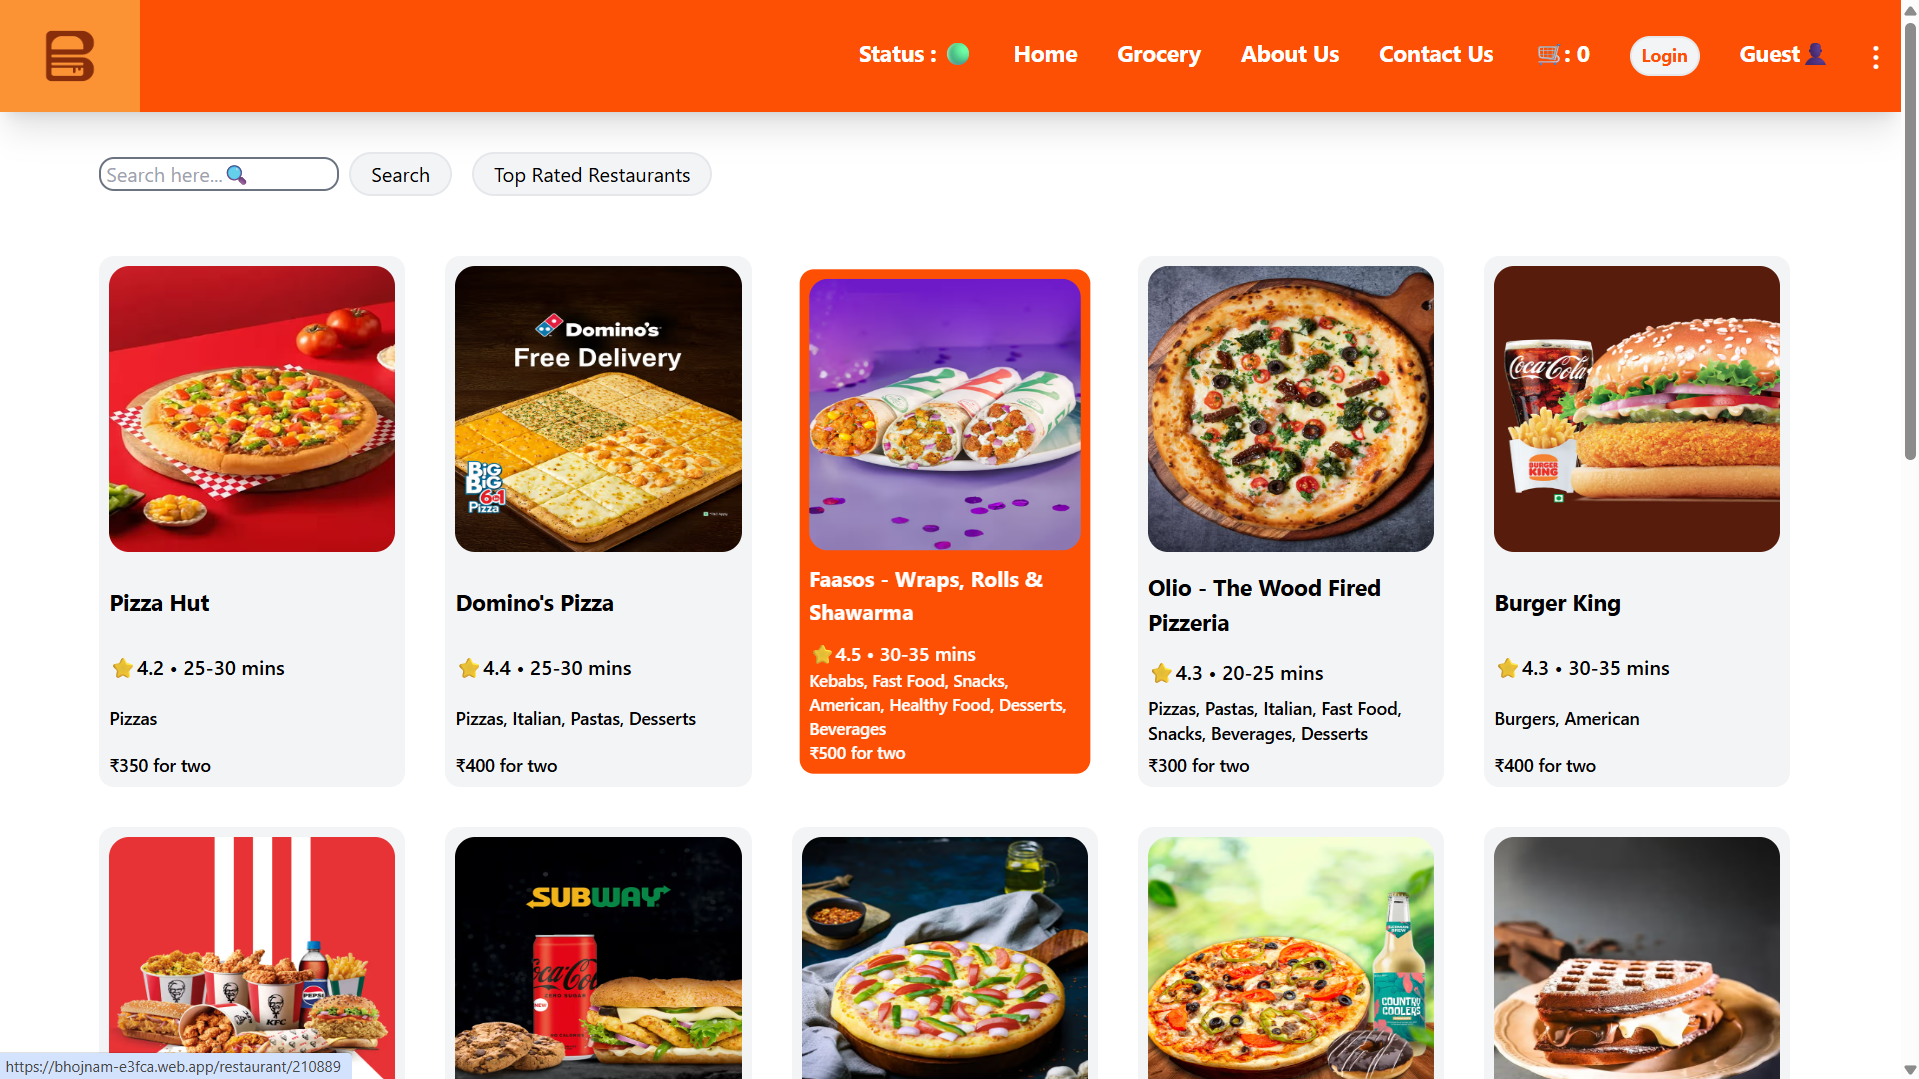 Status :
Home
Grocery
About Us
Contact Us
: 0
Login
Guest
Search here...
Search
Top Rated Restaurants
Domino's
Free Delivery
BiG
BiG
6in1
Pizza
Coca-Cola
BURGER
KING
Pizza Hut
4.2 • 25-30 mins
Pizzas
₹350 for two
Domino's Pizza
4.4 • 25-30 mins
Pizzas, Italian, Pastas, Desserts
₹400 for two
Faasos - Wraps, Rolls &
Shawarma
4.5 • 30-35 mins
Kebabs, Fast Food, Snacks,
American, Healthy Food, Desserts,
Beverages
₹500 for two
Olio - The Wood Fired
Pizzeria
4.3 • 20-25 mins
Pizzas, Pastas, Italian, Fast Food,
Snacks, Beverages, Desserts
₹300 for two
Burger King
4.3 • 30-35 mins
Burgers, American
₹400 for two
PEPSI
KFC
SUBWAY
Coca-Col
ZERO SUGAR
COUNTRY
COOLERS
https://bhojnam-e3fca.web.app/restaurant/210889